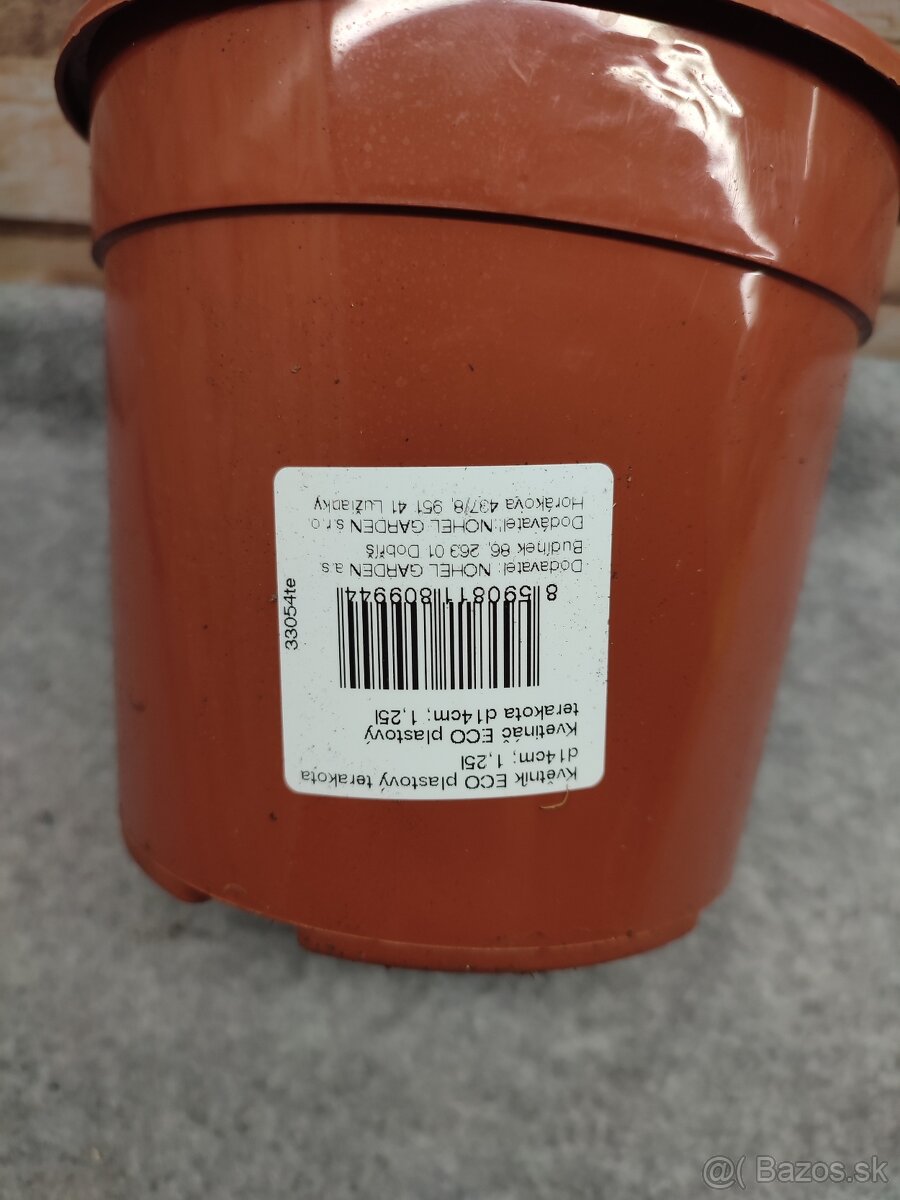 Květník ECO plastový terakota
d14cm; 1,25l
Kvetináč ECO plastový
terakota d14cm; 1,25l
8 590811 809944
Dodavatel: NOHEL GARDEN a.s.
Budínek 86, 263 01 Dobříš
Dodávatel: NOHEL GARDEN s.r.o.
Horákova 437/8, 951 41 Lužianky
33054te
@( Bazos.sk